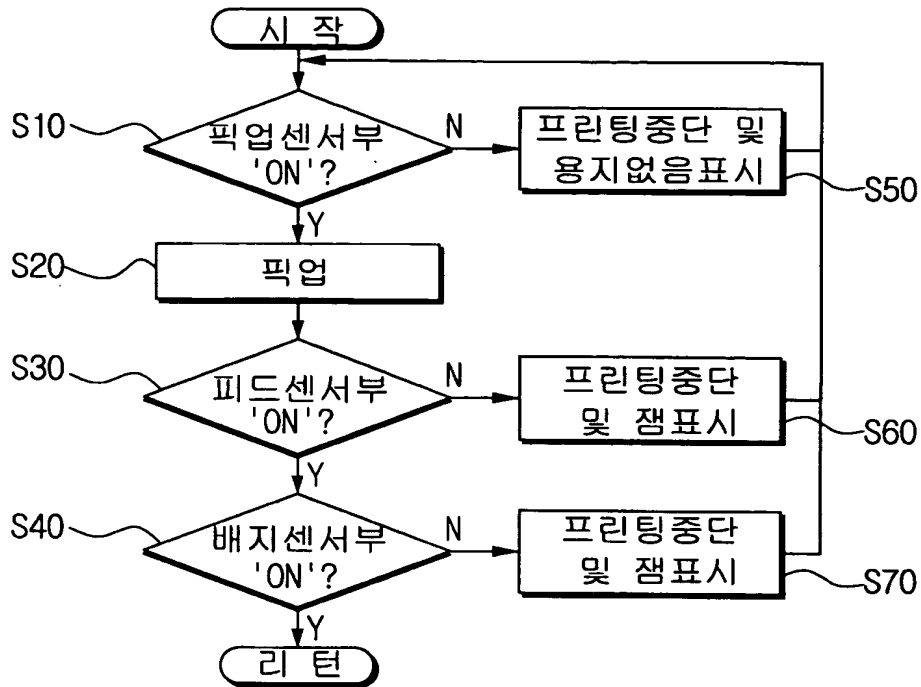 시 작
S10
픽업센서부
'ON'?
N
프린팅중단 및
용지없음표시
S50
Y
S20
픽업
S30
피드센서부
'ON'?
N
프린팅중단
및 잼표시
S60
Y
S40
배지센서부
'ON'?
N
프린팅중단
및 잼표시
S70
Y
리 턴